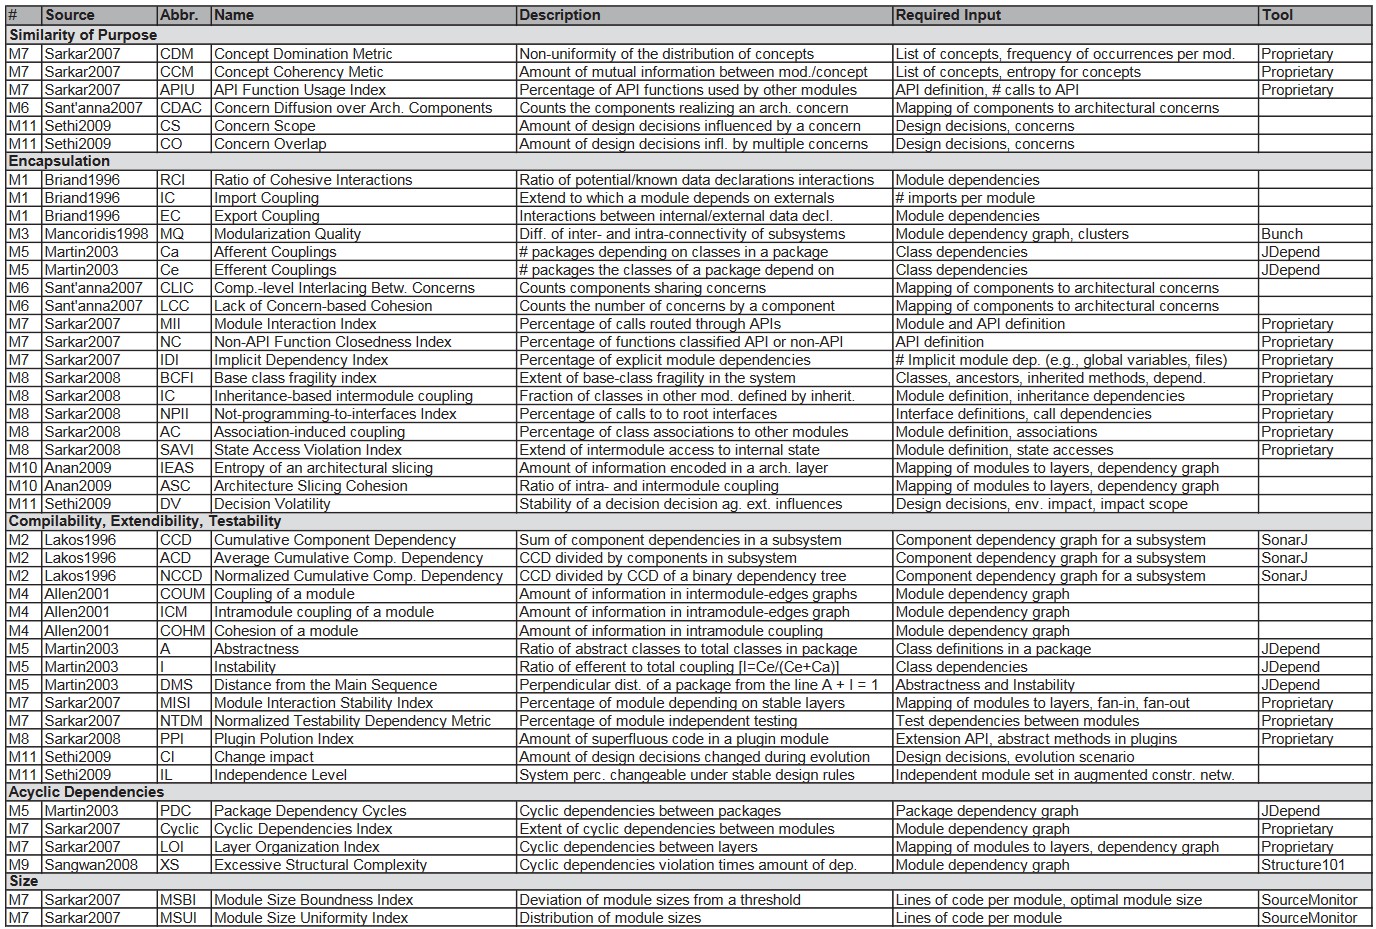 # Source Abbr. Name Description Required Input Tool
Similarity of Purpose
M7 Sarkar2007 CDM Concept Domination Metric Non-uniformity of the distribution of concepts List of concepts, frequency of occurrences per mod. Proprietary
M7 Sarkar2007 CCM Concept Coherency Metic Amount of mutual information between mod./concept List of concepts, entropy for concepts Proprietary
M7 Sarkar2007 APIU API Function Usage Index Percentage of API functions used by other modules API definition, # calls to API Proprietary
M6 Sant'anna2007 CDAC Concern Diffusion over Arch. Components Counts the components realizing an arch. concern Mapping of components to architectural concerns
M11 Sethi2009 CS Concern Scope Amount of design decisions influenced by a concern Design decisions, concerns
M11 Sethi2009 CO Concern Overlap Amount of design decisions infl. by multiple concerns Design decisions, concerns
Encapsulation
M1 Briand1996 RCI Ratio of Cohesive Interactions Ratio of potential/known data declarations interactions Module dependencies
M1 Briand1996 IC Import Coupling Extend to which a module depends on externals # imports per module
M1 Briand1996 EC Export Coupling Interactions between internal/external data decl. Module dependencies
M3 Mancoridis1998 MQ Modularization Quality Diff. of inter- and intra-connectivity of subsystems Module dependency graph, clusters Bunch
M5 Martin2003 Ca Afferent Couplings # packages depending on classes in a package Class dependencies JDepend
M5 Martin2003 Ce Efferent Couplings # packages the classes of a package depend on Class dependencies JDepend
M6 Sant'anna2007 CLIC Comp.-level Interlacing Betw. Concerns Counts components sharing concerns Mapping of components to architectural concerns
M6 Sant'anna2007 LCC Lack of Concern-based Cohesion Counts the number of concerns by a component Mapping of components to architectural concerns
M7 Sarkar2007 MII Module Interaction Index Percentage of calls routed through APIs Module and API definition Proprietary
M7 Sarkar2007 NC Non-API Function Closedness Index Percentage of functions classified API or non-API API definition Proprietary
M7 Sarkar2007 IDI Implicit Dependency Index Percentage of explicit module dependencies # Implicit module dep. (e.g., global variables, files) Proprietary
M8 Sarkar2008 BCFI Base class fragility index Extent of base-class fragility in the system Classes, ancestors, inherited methods, depend. Proprietary
M8 Sarkar2008 IC Inheritance-based intermodule coupling Fraction of classes in other mod. defined by inherit. Module definition, inheritance dependencies Proprietary
M8 Sarkar2008 NPII Not-programming-to-interfaces Index Percentage of calls to to root interfaces Interface definitions, call dependencies Proprietary
M8 Sarkar2008 AC Association-induced coupling Percentage of class associations to other modules Module definition, associations Proprietary
M8 Sarkar2008 SAVI State Access Violation Index Extend of intermodule access to internal state Module definition, state accesses Proprietary
M10 Anan2009 IEAS Entropy of an architectural slicing Amount of information encoded in a arch. layer Mapping of modules to layers, dependency graph
M10 Anan2009 ASC Architecture Slicing Cohesion Ratio of intra- and intermodule coupling Mapping of modules to layers, dependency graph
M11 Sethi2009 DV Decision Volatility Stability of a decision decision ag. ext. influences Design decisions, env. impact, impact scope
Compilability, Extendibility, Testability
M2 Lakos1996 CCD Cumulative Component Dependency Sum of component dependencies in a subsystem Component dependency graph for a subsystem SonarJ
M2 Lakos1996 ACD Average Cumulative Comp. Dependency CCD divided by components in subsystem Component dependency graph for a subsystem SonarJ
M2 Lakos1996 NCCD Normalized Cumulative Comp. Dependency CCD divided by CCD of a binary dependency tree Component dependency graph for a subsystem SonarJ
M4 Allen2001 COUM Coupling of a module Amount of information in intermodule-edges graphs Module dependency graph
M4 Allen2001 ICM Intramodule coupling of a module Amount of information in intramodule-edges graph Module dependency graph
M4 Allen2001 COHM Cohesion of a module Amount of information in intramodule coupling Module dependency graph
M5 Martin2003 A Abstractness Ratio of abstract classes to total classes in package Class definitions in a package JDepend
M5 Martin2003 I Instability Ratio of efferent to total coupling [I=Ce/(Ce+Ca)] Class dependencies JDepend
M5 Martin2003 DMS Distance from the Main Sequence Perpendicular dist. of a package from the line A + I = 1 Abstractness and Instability JDepend
M7 Sarkar2007 MISI Module Interaction Stability Index Percentage of module depending on stable layers Mapping of modules to layers, fan-in, fan-out Proprietary
M7 Sarkar2007 NTDM Normalized Testability Dependency Metric Percentage of module independent testing Test dependencies between modules Proprietary
M8 Sarkar2008 PPI Plugin Polution Index Amount of superfluous code in a plugin module Extension API, abstract methods in plugins Proprietary
M11 Sethi2009 CI Change impact Amount of design decisions changed during evolution Design decisions, evolution scenario
M11 Sethi2009 IL Independence Level System perc. changeable under stable design rules Independent module set in augmented constr. netw.
Acyclic Dependencies
M5 Martin2003 PDC Package Dependency Cycles Cyclic dependencies between packages Package dependency graph JDepend
M7 Sarkar2007 Cyclic Cyclic Dependencies Index Extent of cyclic dependencies between modules Module dependency graph Proprietary
M7 Sarkar2007 LOI Layer Organization Index Cyclic dependencies between layers Mapping of modules to layers, dependency graph Proprietary
M9 Sangwan2008 XS Excessive Structural Complexity Cyclic dependencies violation times amount of dep. Module dependency graph Structure101
Size
M7 Sarkar2007 MSBI Module Size Boundness Index Deviation of module sizes from a threshold Lines of code per module, optimal module size SourceMonitor
M7 Sarkar2007 MSUI Module Size Uniformity Index Distribution of module sizes Lines of code per module SourceMonitor